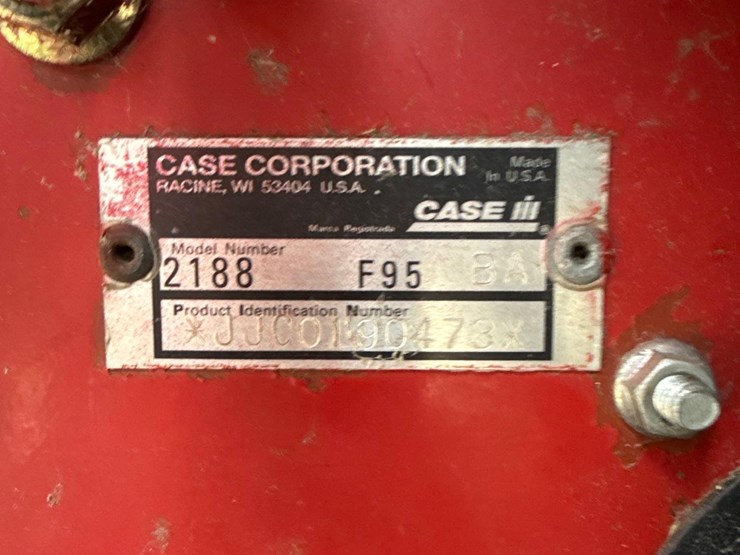 CASE CORPORATION
RACINE, WI 53404 U.S.A.
Made
In U.S.A.
CASE IH
®
Marca Registrada
Model Number
2188 F95 BA
Product Identification Number
*JJC0190473*